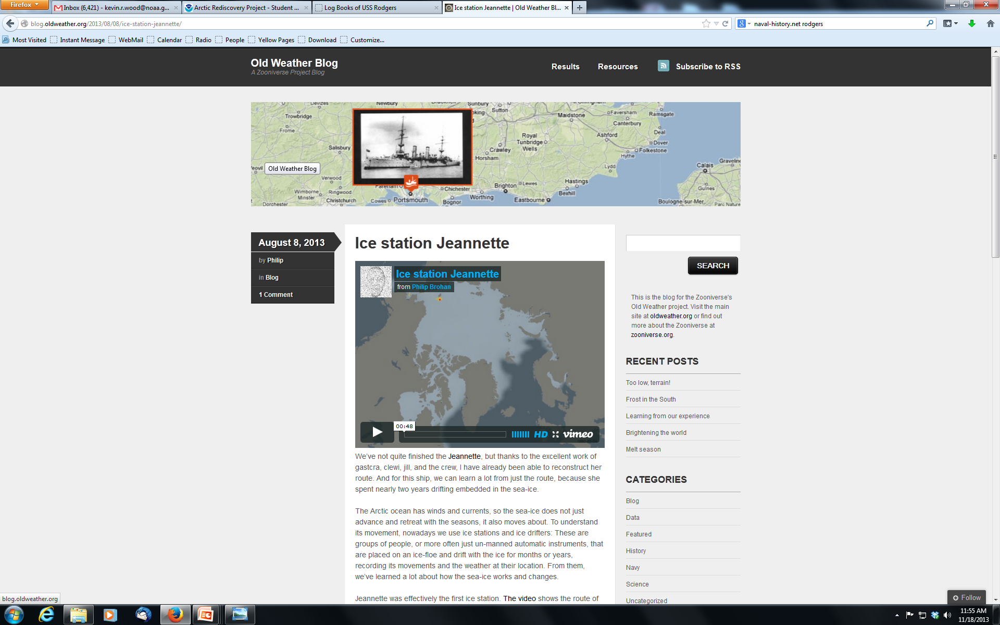 Firefox
Inbox (6,421) - kevin.r.wood@noaa.g...
Arctic Rediscovery Project - Student ...
Log Books of USS Rodgers
Ice station Jeannette | Old Weather Bl...
blog.oldweather.org/2013/08/08/ice-station-jeannette/
naval-history.net rodgers
Most Visited
Instant Message
WebMail
Calendar
Radio
People
Yellow Pages
Download
Customize...
Old Weather Blog
A Zooniverse Project Blog
Results
Resources
Subscribe to RSS
Devizes
Newbury
Sunbury
Trowbridge
oking
Sutton
Maidstone
Faversham
Ramsgate
Canterbury
Frome
Deal
Royal
Tunbridge
Wells
Ashford
Dover
Salisbury
Crawley
Folkestone
Horsham
Hythe
Graveline
Calais
eovil
Old Weather Blog
Lydd
Verwood
Hastings
Lewes
Brighton
Fareham
Chichester
Guînes
Wimborne
Minster
Ringwood
Bexhill
Christchurch
Cowes
Portsmouth
Bognor
Worthing
Eastbourne
Boulogne-sur-Mer
Dorchester
Parc Nature
August 8, 2013
by Philip
in Blog
1 Comment
Ice station Jeannette
Ice station Jeannette
from Philip Brohan
00:48
HD
vimeo
We've not quite finished the Jeannette, but thanks to the excellent work of
gastcra, clewi, jill, and the crew, I have already been able to reconstruct her
route. And for this ship, we can learn a lot from just the route, because she
spent nearly two years drifting embedded in the sea-ice.
The Arctic ocean has winds and currents, so the sea-ice does not just
advance and retreat with the seasons, it also moves about. To understand
its movement, nowadays we use ice stations and ice drifters: These are
groups of people, or more often just un-manned automatic instruments, that
are placed on an ice-floe and drift with the ice for months or years,
recording its movements and the weather at their location. From them,
we've learned a lot about how the sea-ice works and changes.
Jeannette was effectively the first ice station. The video shows the route of
SEARCH
This is the blog for the Zooniverse's
Old Weather project. Visit the main
site at oldweather.org or find out
more about the Zooniverse at
zooniverse.org.
RECENT POSTS
Too low, terrain!
Frost in the South
Learning from our experience
Brightening the world
Melt season
CATEGORIES
Blog
Data
Featured
History
Navy
Science
Uncategorized
Follow
blog.oldweather.org
11:55 AM
11/18/2013